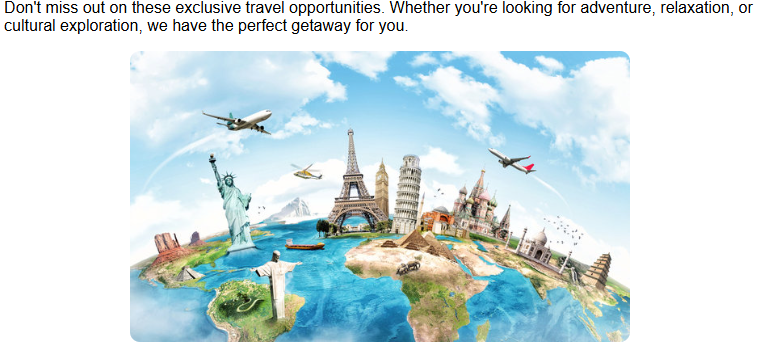 Don't miss out on these exclusive travel opportunities. Whether you're looking for adventure, relaxation, or
cultural exploration, we have the perfect getaway for you.